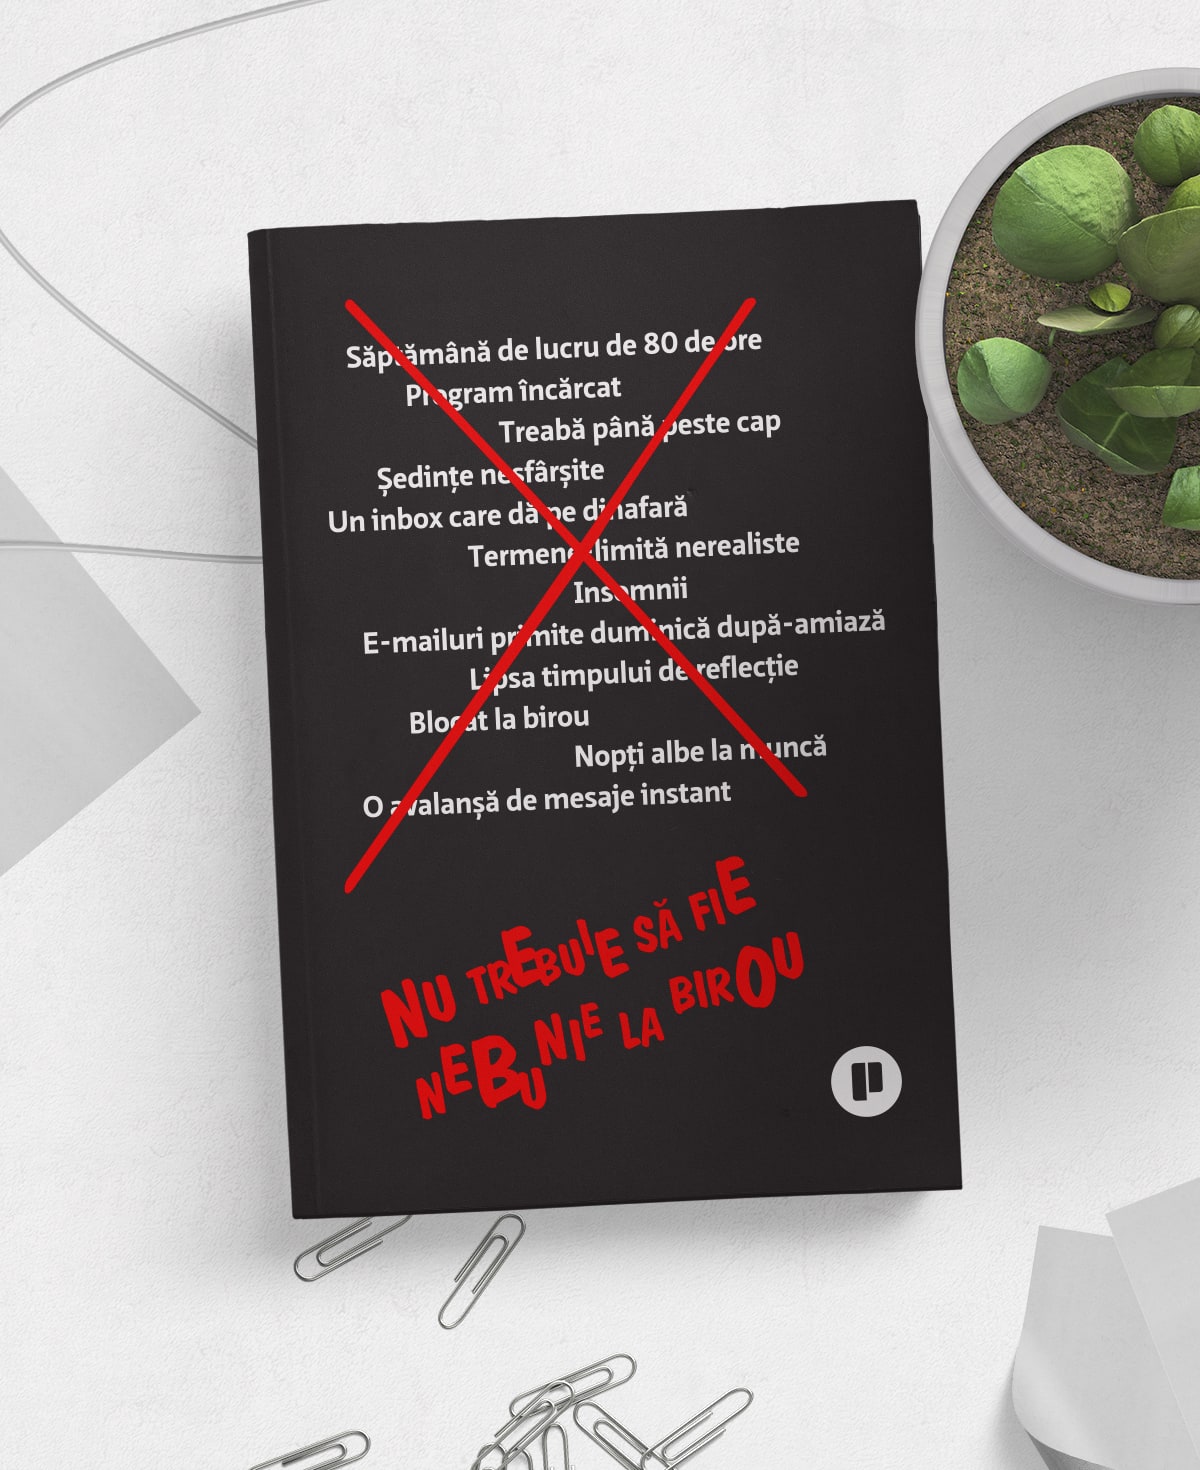 Săptămână de lucru de 80 de ore
Program încărcat
Treabă până peste cap
Ședințe nesfârșite
Un inbox care dă pe dinafară
Termene-limită nerealiste
Insomnii
E-mailuri primite duminică după-amiază
Lipsa timpului de reflecție
Blocat la birou
Nopți albe la muncă
O avalanșă de mesaje instant
NU TREBUIE SĂ FIE
NEBUNIE LA BIROU